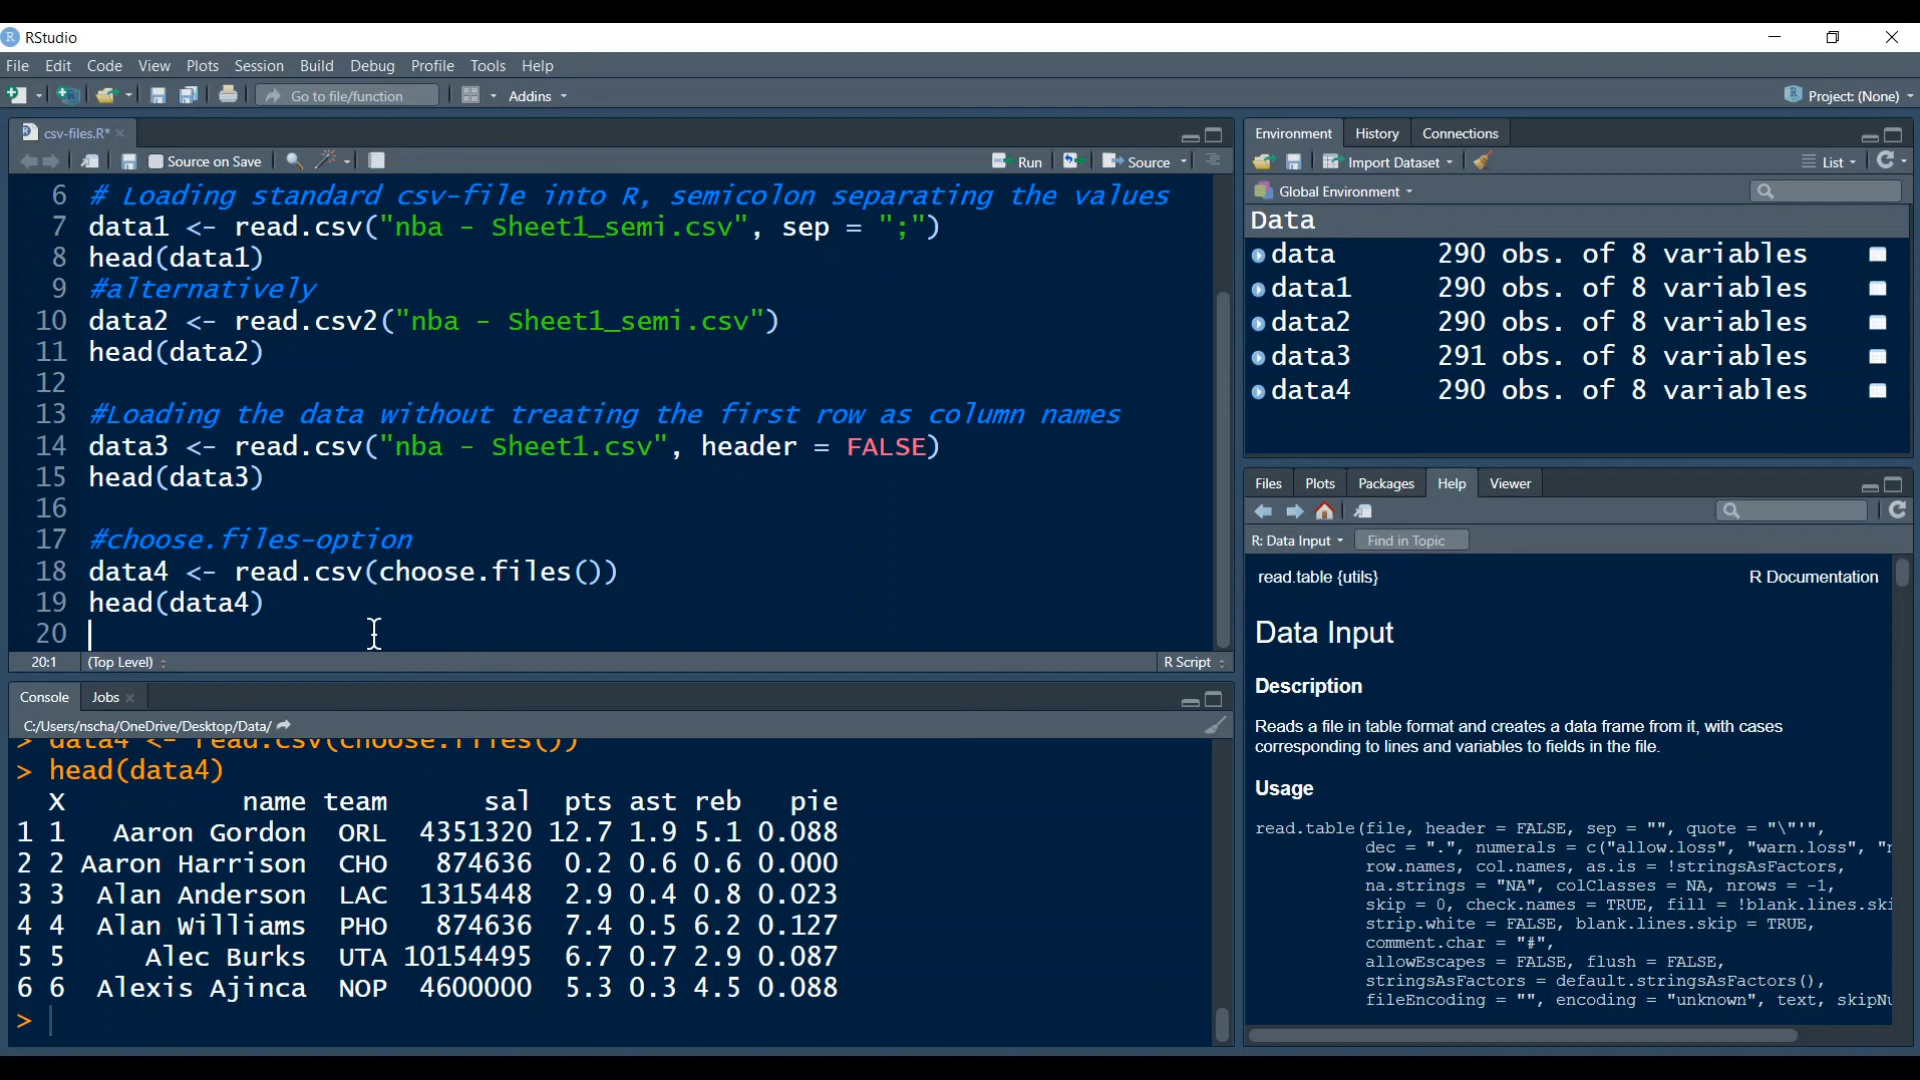 RStudio
File Edit Code View Plots Session Build Debug Profile Tools Help
Go to file/function Addins Project: (None)
csv-files.R*
Source on Save Run Source
6 # Loading standard csv-file into R, semicolon separating the values
7 data1 <- read.csv("nba - Sheet1_semi.csv", sep = ";")
8 head(data1)
9 #alternatively
10 data2 <- read.csv2("nba - Sheet1_semi.csv")
11 head(data2)
12
13 #Loading the data without treating the first row as column names
14 data3 <- read.csv("nba - Sheet1.csv", header = FALSE)
15 head(data3)
16
17 #choose.files-option
18 data4 <- read.csv(choose.files())
19 head(data4)
20
20:1 (Top Level) R Script
Console Jobs
C:/Users/nscha/OneDrive/Desktop/Data/
> data4 <- read.csv(choose.files())
> head(data4)
X name team sal pts ast reb pie
1 1 Aaron Gordon ORL 4351320 12.7 1.9 5.1 0.088
2 2 Aaron Harrison CHO 874636 0.2 0.6 0.6 0.000
3 3 Alan Anderson LAC 1315448 2.9 0.4 0.8 0.023
4 4 Alan Williams PHO 874636 7.4 0.5 6.2 0.127
5 5 Alec Burks UTA 10154495 6.7 0.7 2.9 0.087
6 6 Alexis Ajinca NOP 4600000 5.3 0.3 4.5 0.088
>
Environment History Connections
Import Dataset List
Global Environment
Data
data 290 obs. of 8 variables
data1 290 obs. of 8 variables
data2 290 obs. of 8 variables
data3 291 obs. of 8 variables
data4 290 obs. of 8 variables
Files Plots Packages Help Viewer
R: Data Input Find in Topic
read.table {utils} R Documentation
Data Input
Description
Reads a file in table format and creates a data frame from it, with cases
corresponding to lines and variables to fields in the file.
Usage
read.table(file, header = FALSE, sep = "", quote = "\"'",
dec = ".", numerals = c("allow.loss", "warn.loss", "n
row.names, col.names, as.is = !stringsAsFactors,
na.strings = "NA", colClasses = NA, nrows = -1,
skip = 0, check.names = TRUE, fill = !blank.lines.ski
strip.white = FALSE, blank.lines.skip = TRUE,
comment.char = "#",
allowEscapes = FALSE, flush = FALSE,
stringsAsFactors = default.stringsAsFactors(),
fileEncoding = "", encoding = "unknown", text, skipNu